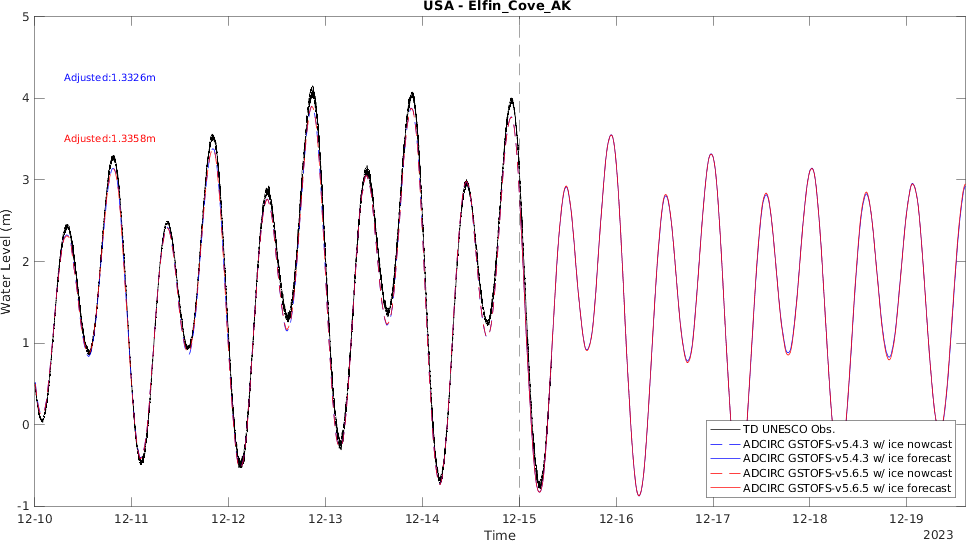 USA - Elfin_Cove_AK
5
4
3
2
1
0
-1
Water Level (m)
Adjusted:1.3326m
Adjusted:1.3358m
TD UNESCO Obs.
ADCIRC GSTOFS-v5.4.3 w/ ice nowcast
ADCIRC GSTOFS-v5.4.3 w/ ice forecast
ADCIRC GSTOFS-v5.6.5 w/ ice nowcast
ADCIRC GSTOFS-v5.6.5 w/ ice forecast
12-10 12-11 12-12 12-13 12-14 12-15 12-16 12-17 12-18 12-19
Time
2023